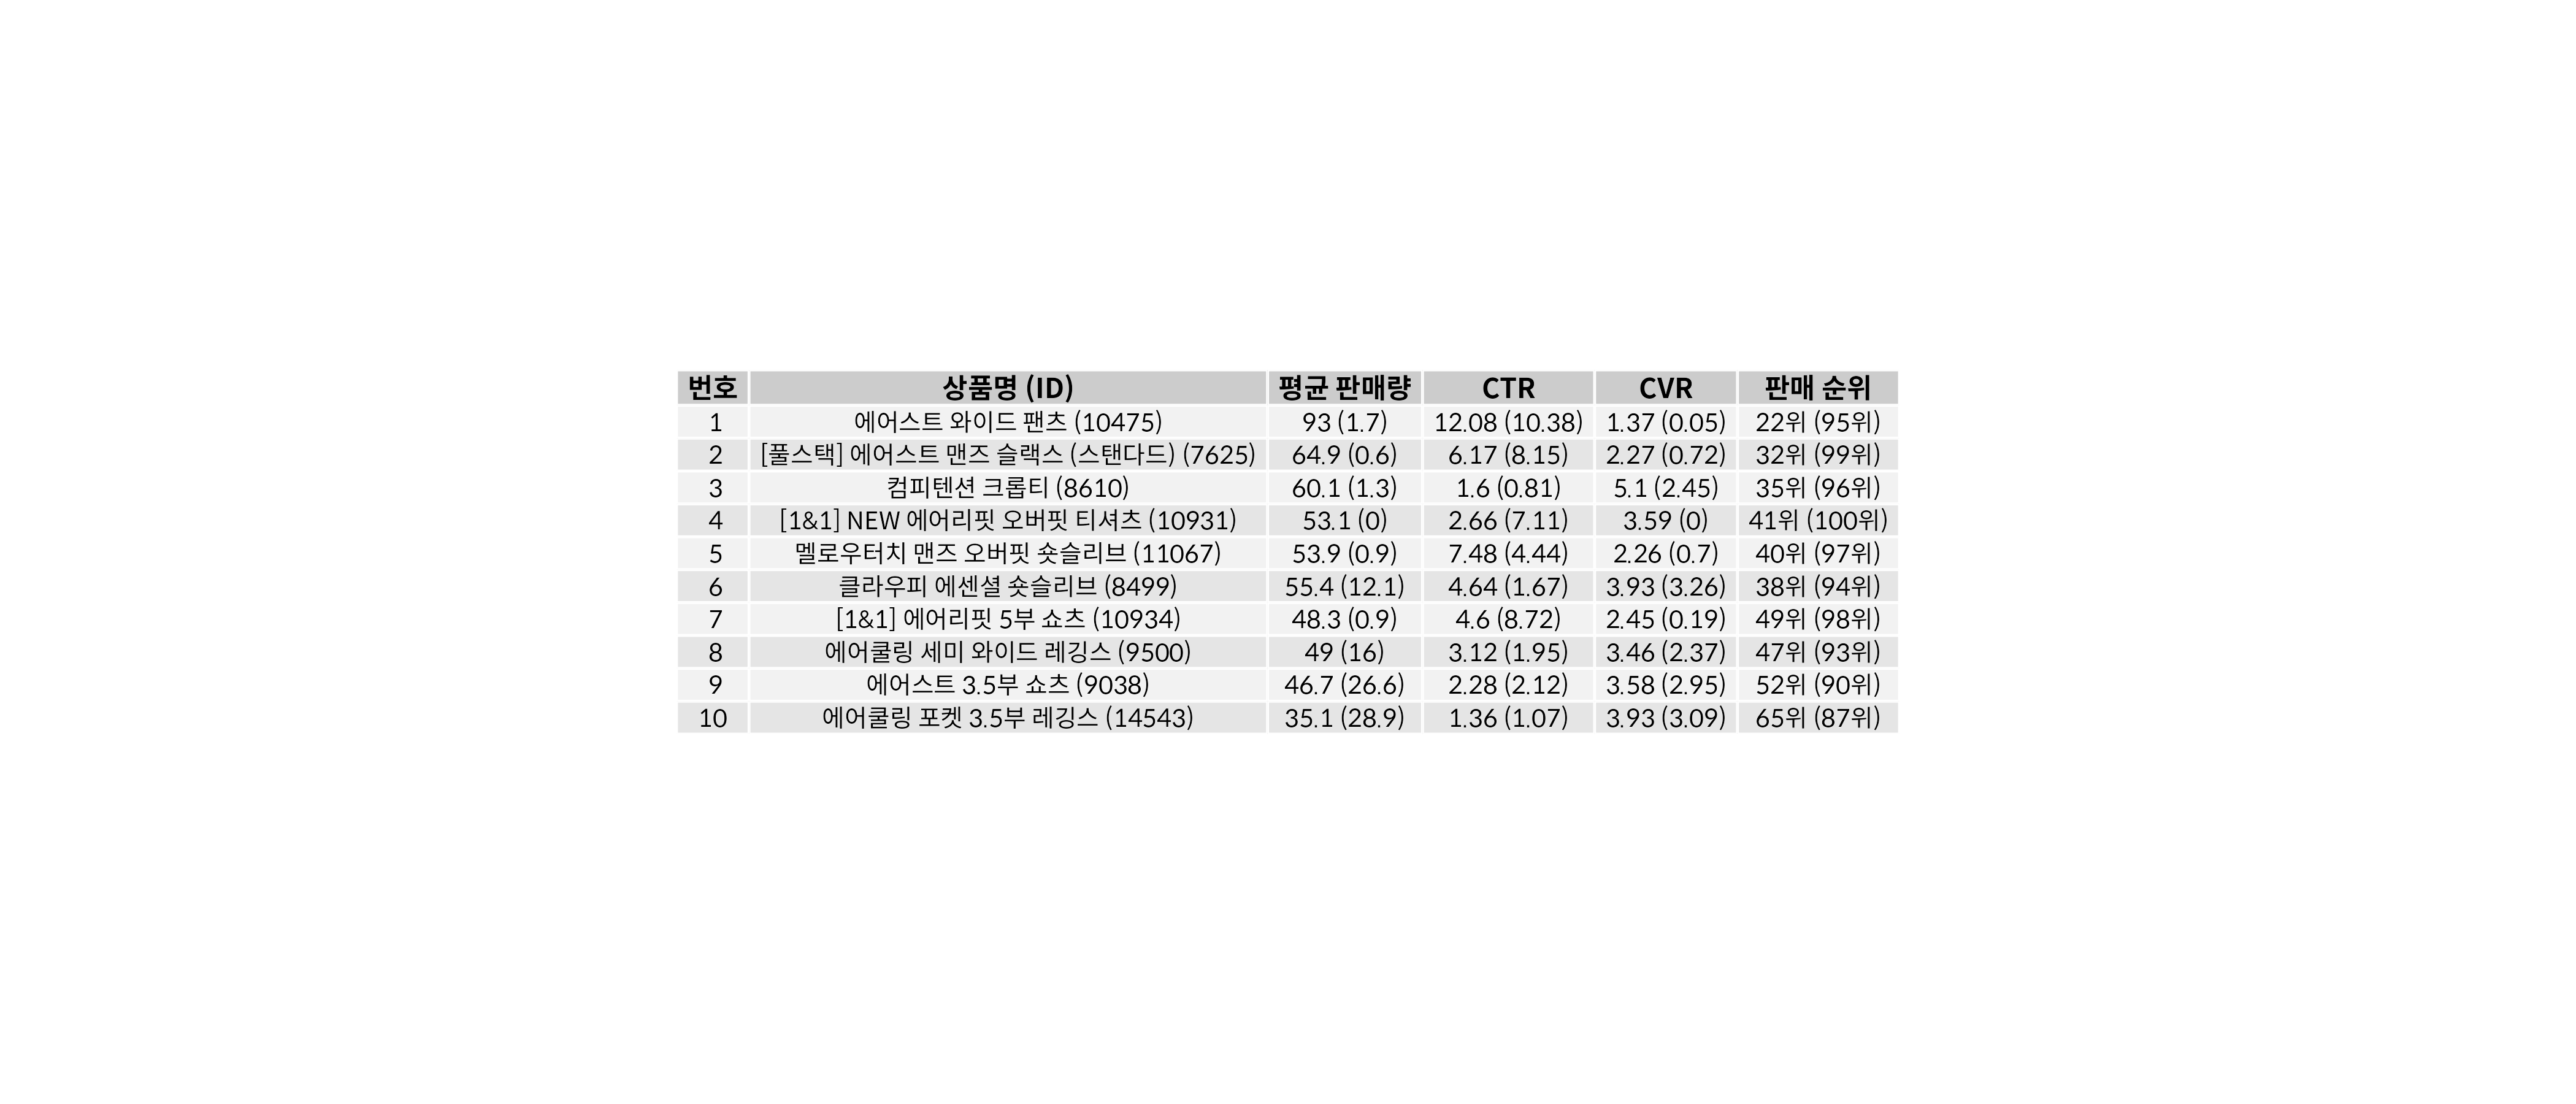 번호 상품명 (ID) 평균 판매량 CTR CVR 판매 순위
1 에어스트 와이드 팬츠 (10475) 93 (1.7) 12.08 (10.38) 1.37 (0.05) 22위 (95위)
2 [풀스택] 에어스트 맨즈 슬랙스 (스탠다드) (7625) 64.9 (0.6) 6.17 (8.15) 2.27 (0.72) 32위 (99위)
3 컴피텐션 크롭티 (8610) 60.1 (1.3) 1.6 (0.81) 5.1 (2.45) 35위 (96위)
4 [1&1] NEW 에어리핏 오버핏 티셔츠 (10931) 53.1 (0) 2.66 (7.11) 3.59 (0) 41위 (100위)
5 멜로우터치 맨즈 오버핏 숏슬리브 (11067) 53.9 (0.9) 7.48 (4.44) 2.26 (0.7) 40위 (97위)
6 클라우피 에센셜 숏슬리브 (8499) 55.4 (12.1) 4.64 (1.67) 3.93 (3.26) 38위 (94위)
7 [1&1] 에어리핏 5부 쇼츠 (10934) 48.3 (0.9) 4.6 (8.72) 2.45 (0.19) 49위 (98위)
8 에어쿨링 세미 와이드 레깅스 (9500) 49 (16) 3.12 (1.95) 3.46 (2.37) 47위 (93위)
9 에어스트 3.5부 쇼츠 (9038) 46.7 (26.6) 2.28 (2.12) 3.58 (2.95) 52위 (90위)
10 에어쿨링 포켓 3.5부 레깅스 (14543) 35.1 (28.9) 1.36 (1.07) 3.93 (3.09) 65위 (87위)